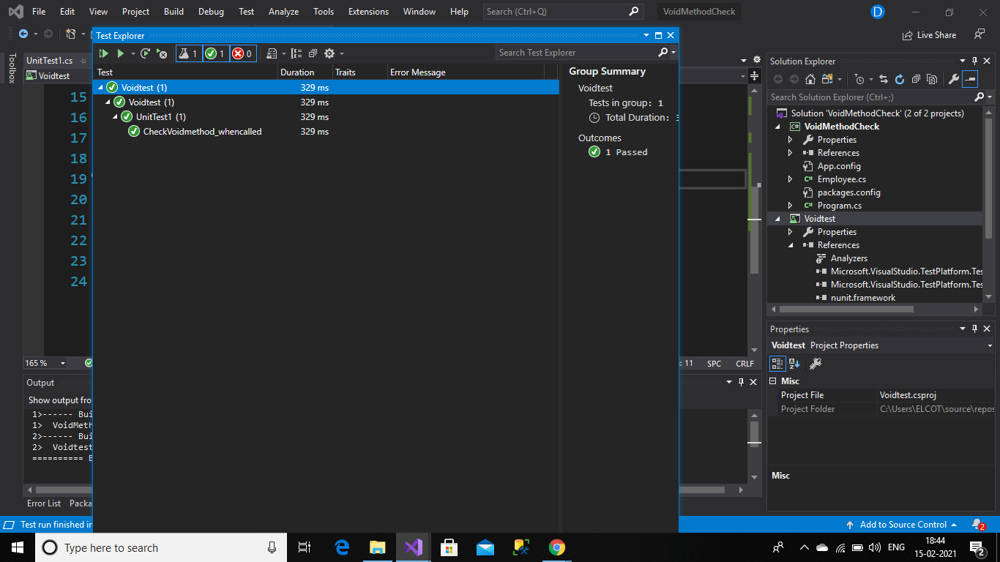 File Edit View Project Build Debug Test Analyze Tools Extensions Window Help Search (Ctrl+Q) VoidMethodCheck D
Live Share
Toolbox
UnitTest1.cs
Voidtest
15
16
17
18
19
20
21
22
23
24
165 %
Test Explorer
1 1 0 Search Test Explorer
Test Duration Traits Error Message
Voidtest (1) 329 ms
Voidtest (1) 329 ms
UnitTest1 (1) 329 ms
CheckVoidmethod_whencalled 329 ms
Group Summary
Voidtest
Tests in group: 1
Total Duration: 3
Outcomes
1 Passed
: 11 SPC CRLF
Output
Show output fro
1>------ Bui
1> VoidMeth
2>------ Bui
2> Voidtest
========== B
Error List Packa
Solution Explorer
Search Solution Explorer (Ctrl+;)
Solution 'VoidMethodCheck' (2 of 2 projects)
C# VoidMethodCheck
Properties
References
App.config
C# Employee.cs
packages.config
C# Program.cs
Voidtest
Properties
References
Analyzers
Microsoft.VisualStudio.TestPlatform.Tes
Microsoft.VisualStudio.TestPlatform.Tes
nunit.framework
Properties
Voidtest Project Properties
Misc
Project File Voidtest.csproj
Project Folder C:\Users\ELCOT\source\repos
Misc
Test run finished in
Add to Source Control 2
Type here to search
ENG 18:44
15-02-2021 2